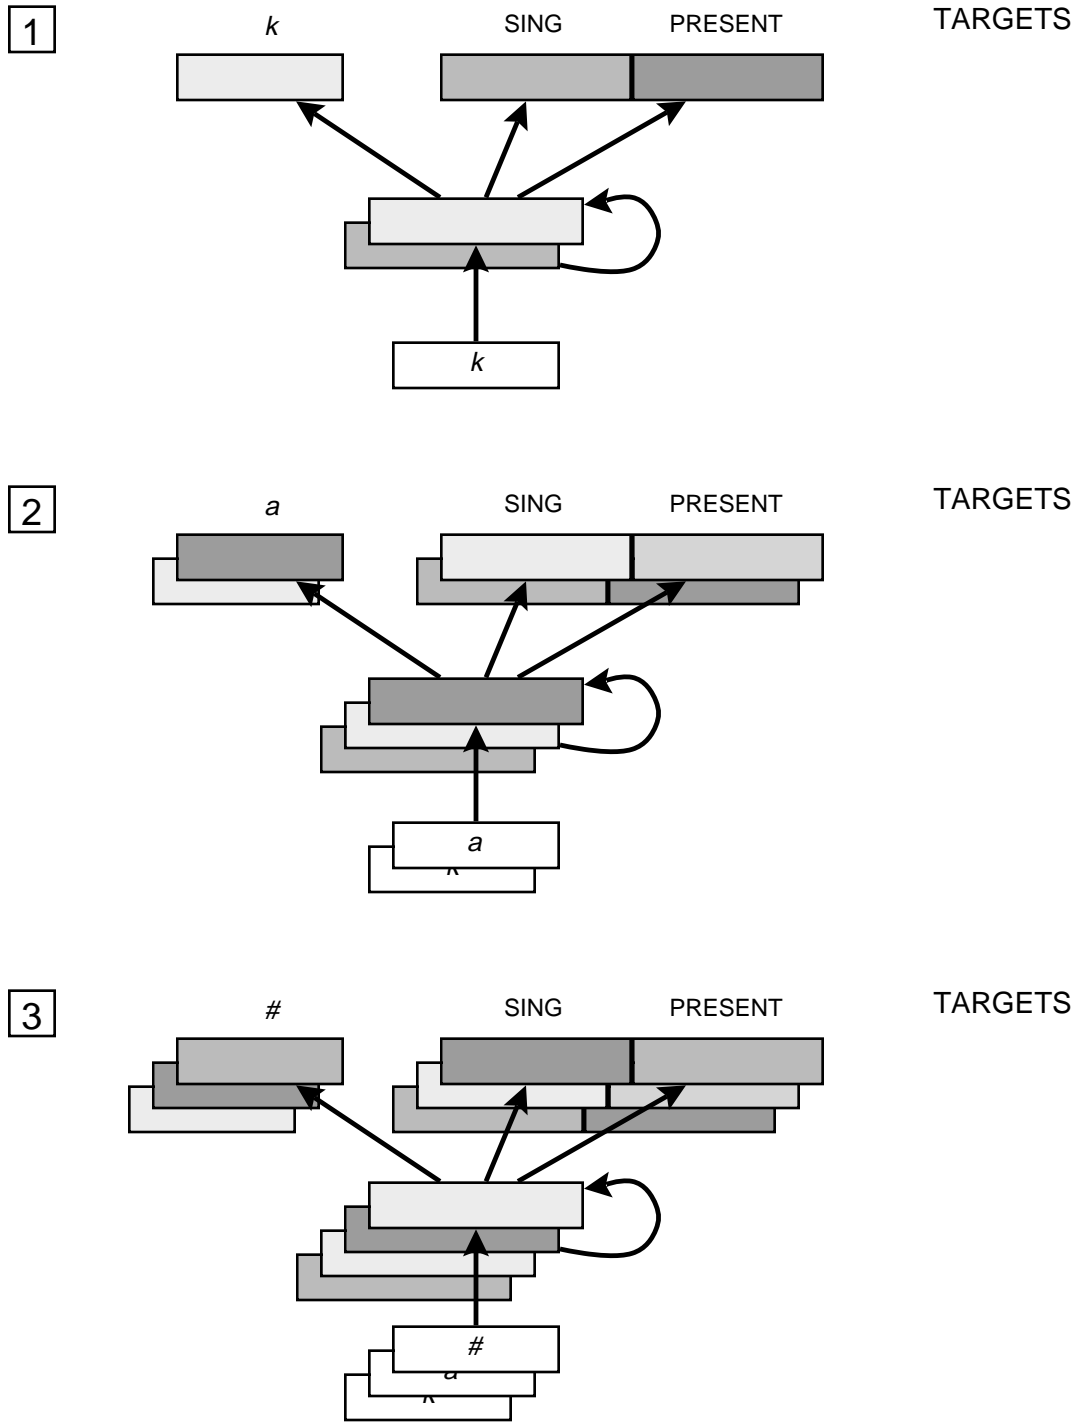 1 k SING PRESENT TARGETS
k
2 a SING PRESENT TARGETS
a
3 # SING PRESENT TARGETS
#